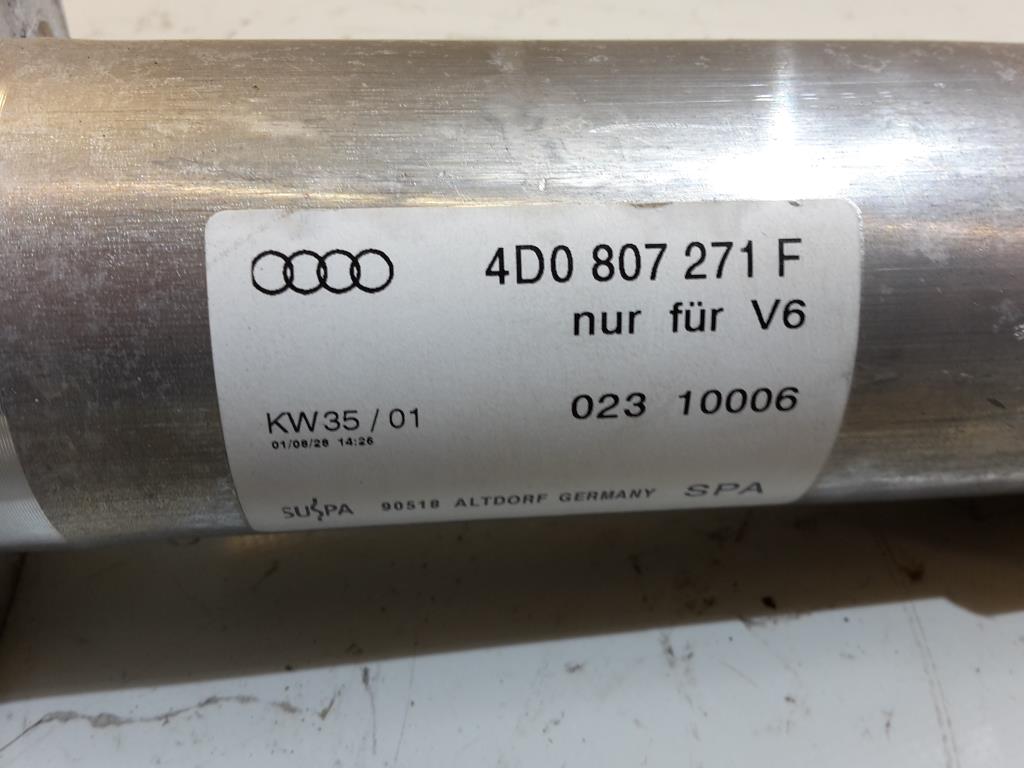 4D0 807 271 F
nur für V6
KW35 / 01
023 10006
01/08/28 14:26
SUSPA 90518 ALTDORF GERMANY SPA